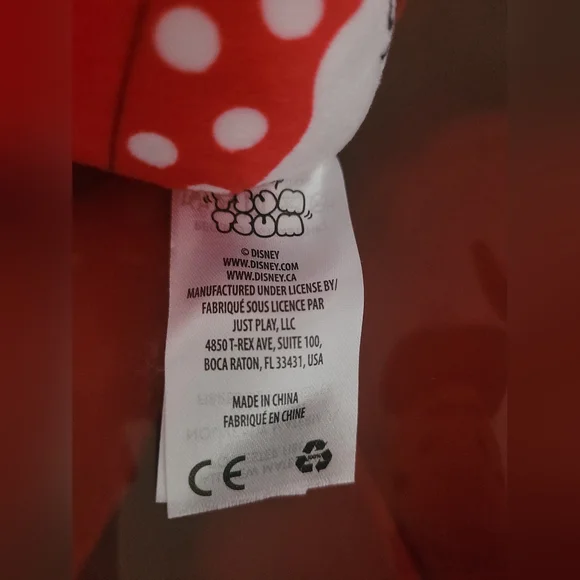 TSUM
TSUM
© DISNEY
WWW.DISNEY.COM
WWW.DISNEY.CA
MANUFACTURED UNDER LICENSE BY/
FABRIQUÉ SOUS LICENCE PAR
JUST PLAY, LLC
4850 T-REX AVE, SUITE 100,
BOCA RATON, FL 33431, USA
MADE IN CHINA
FABRIQUÉ EN CHINE
CE